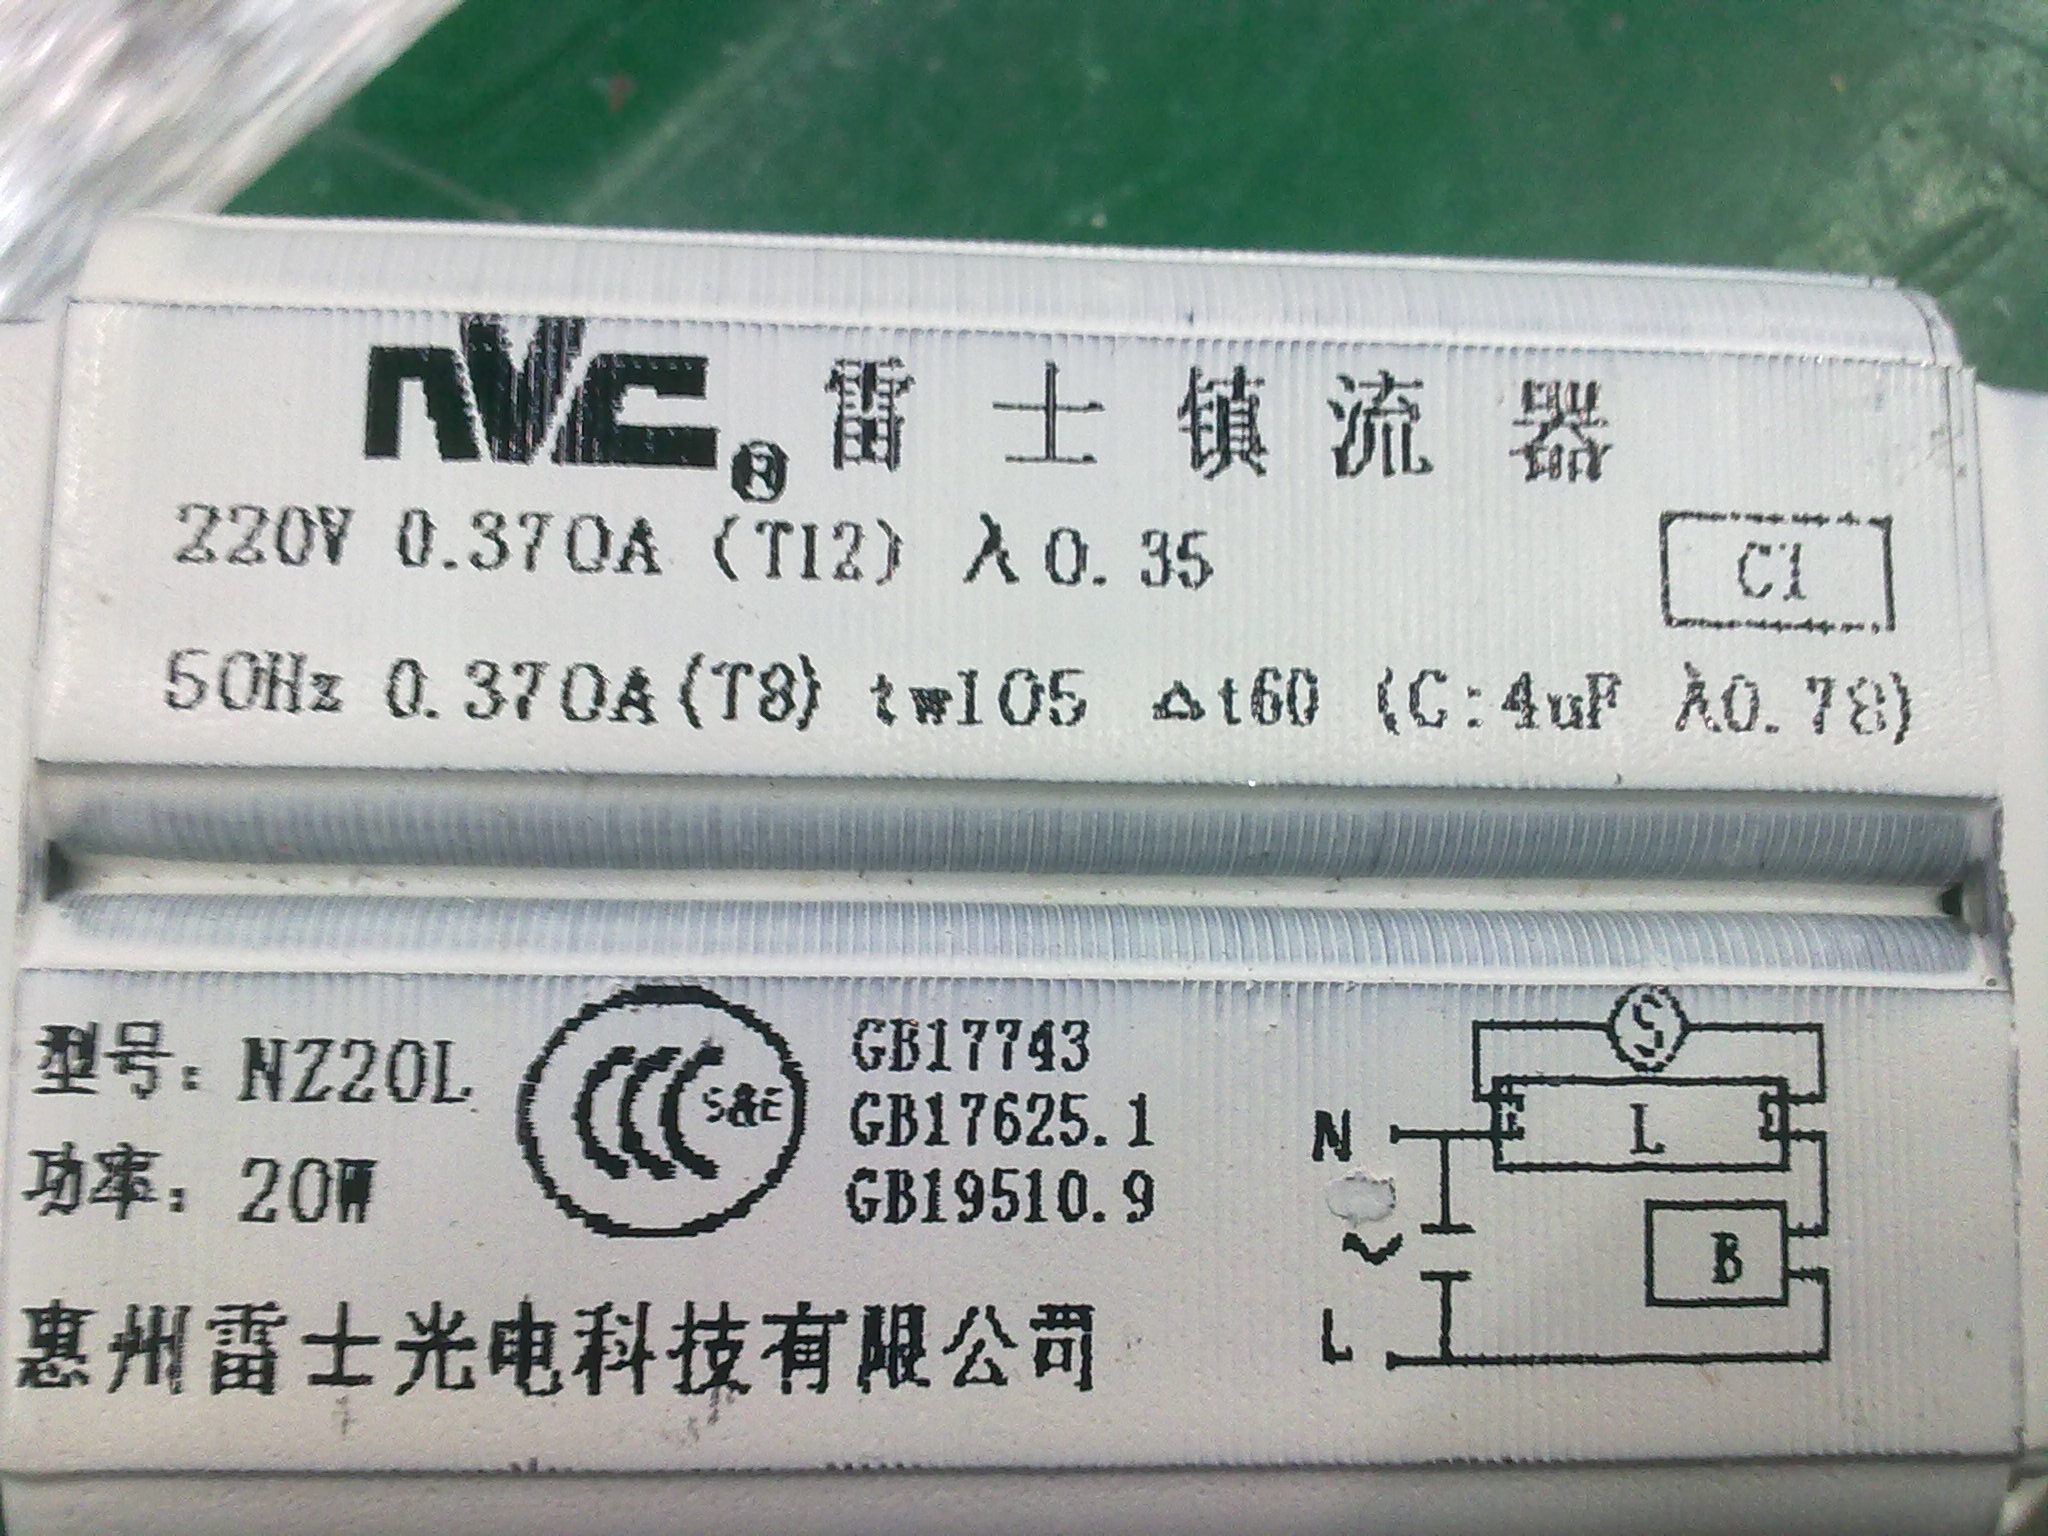 NVC® 雷士镇流器
220V 0.370A (T12) λ0.35
C1
50Hz 0.370A(T8) tw105 Δt60 (C:4uF λ0.78)
型号: NZ20L
功率: 20W
CCC S&E
GB17743
GB17625.1
GB19510.9
惠州雷士光电科技有限公司
S
N
L
~
B
L